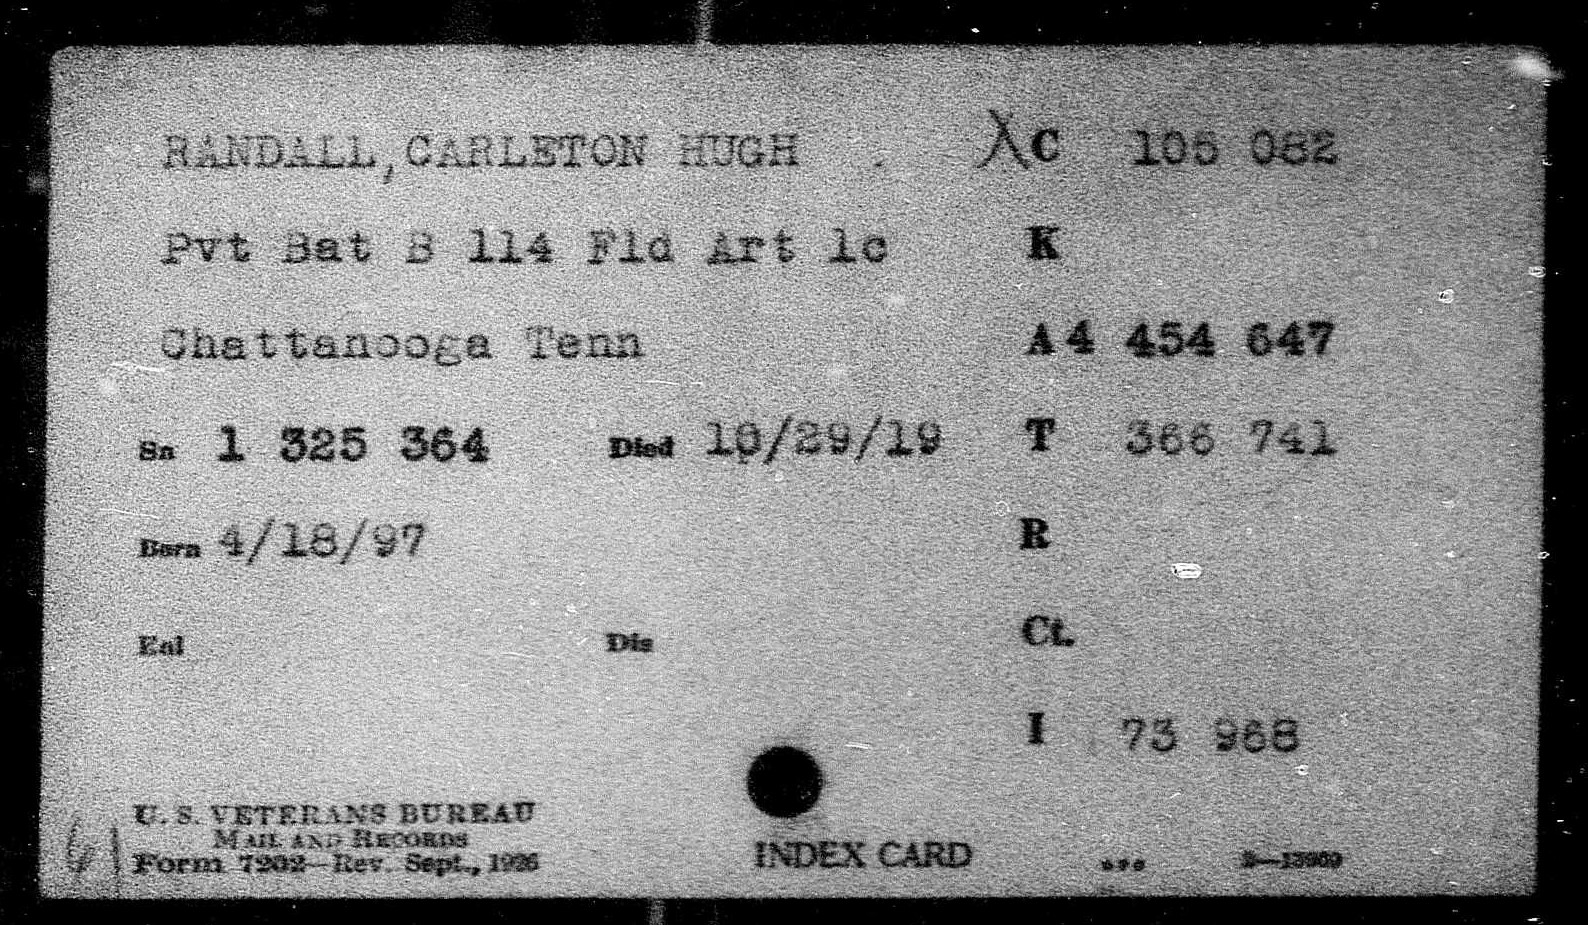 RANDALL, CARLETON HUGH XC 105 082
Pvt Bat B 114 Fld Art 1c K
Chattanooga Tenn A 4 454 647
Sn 1 325 364 Died 10/29/19 T 366 741
Born 4/18/97 R
Enl Dis Ct.
I 73 968
U. S. VETERANS BUREAU
MAIL AND RECORDS
Form 7202—Rev. Sept., 1926
INDEX CARD